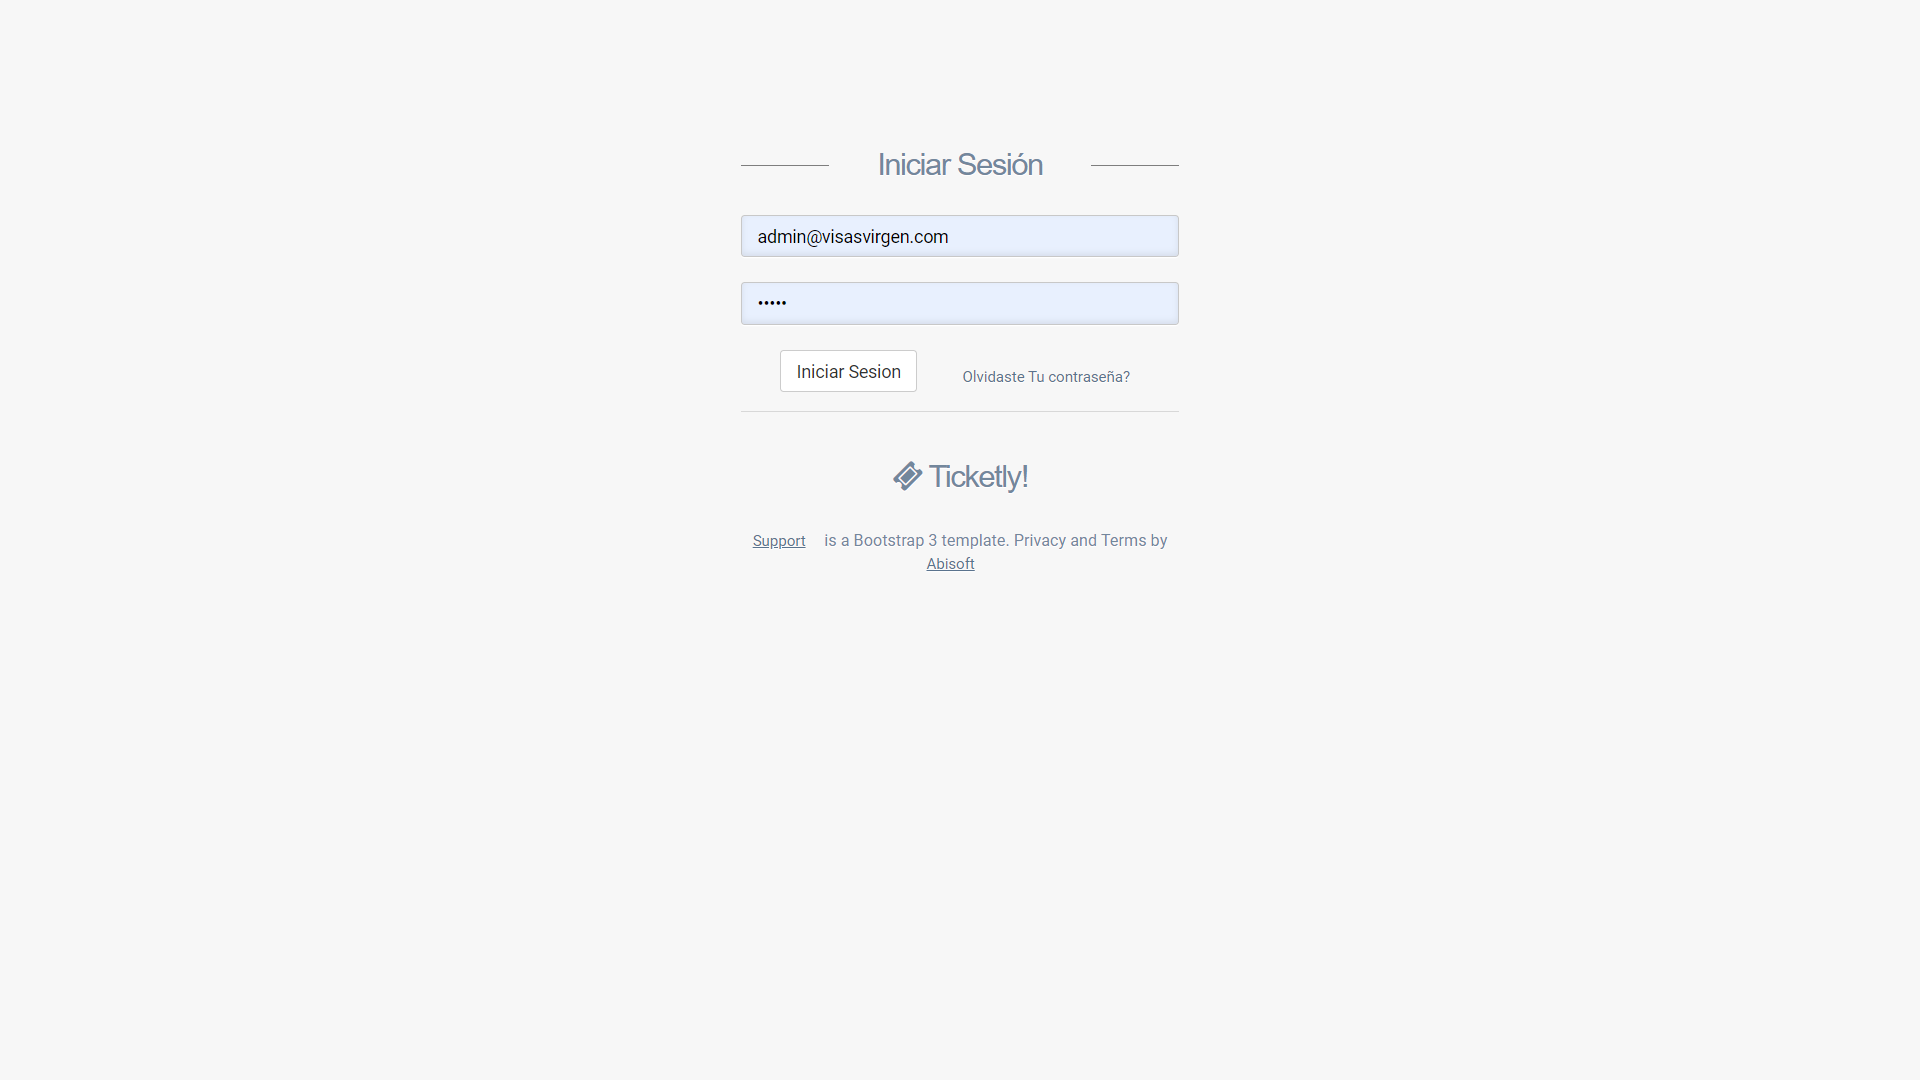 Iniciar Sesión
admin@visasvirgen.com
•••••
Iniciar Sesion
Olvidaste Tu contraseña?
Ticketly!
Support is a Bootstrap 3 template. Privacy and Terms by
Abisoft